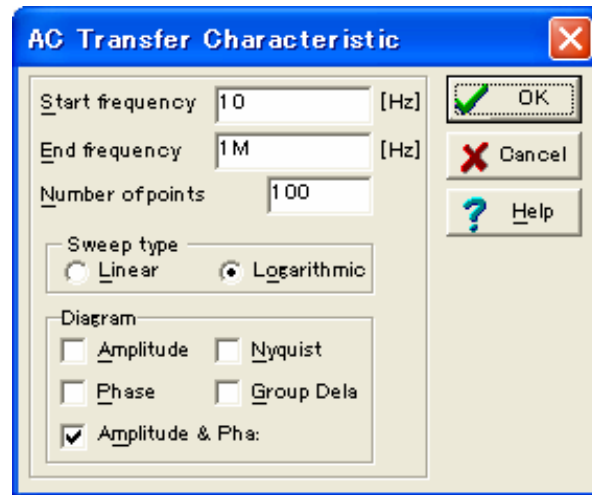 AC Transfer Characteristic
Start frequency 10 [Hz]
End frequency 1M [Hz]
Number of points 100
Sweep type
Linear Logarithmic
Diagram
Amplitude Nyquist
Phase Group Dela
Amplitude & Pha:
OK
Cancel
? Help